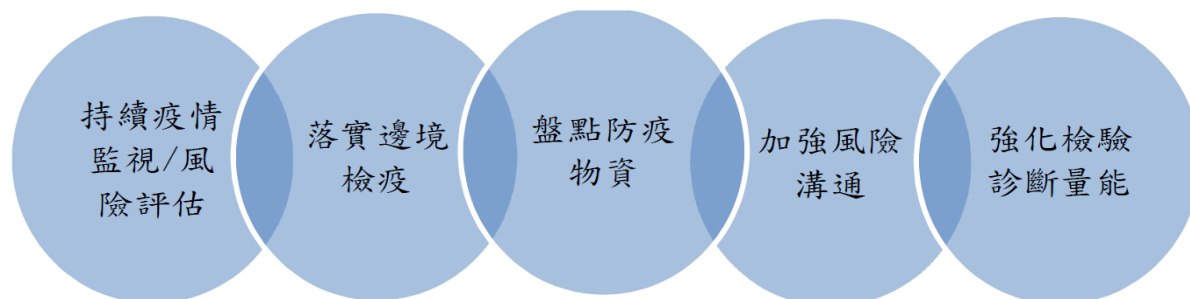 持續疫情
監視/風
險評估
落實邊境
檢疫
盤點防疫
物資
加強風險
溝通
強化檢驗
診斷量能